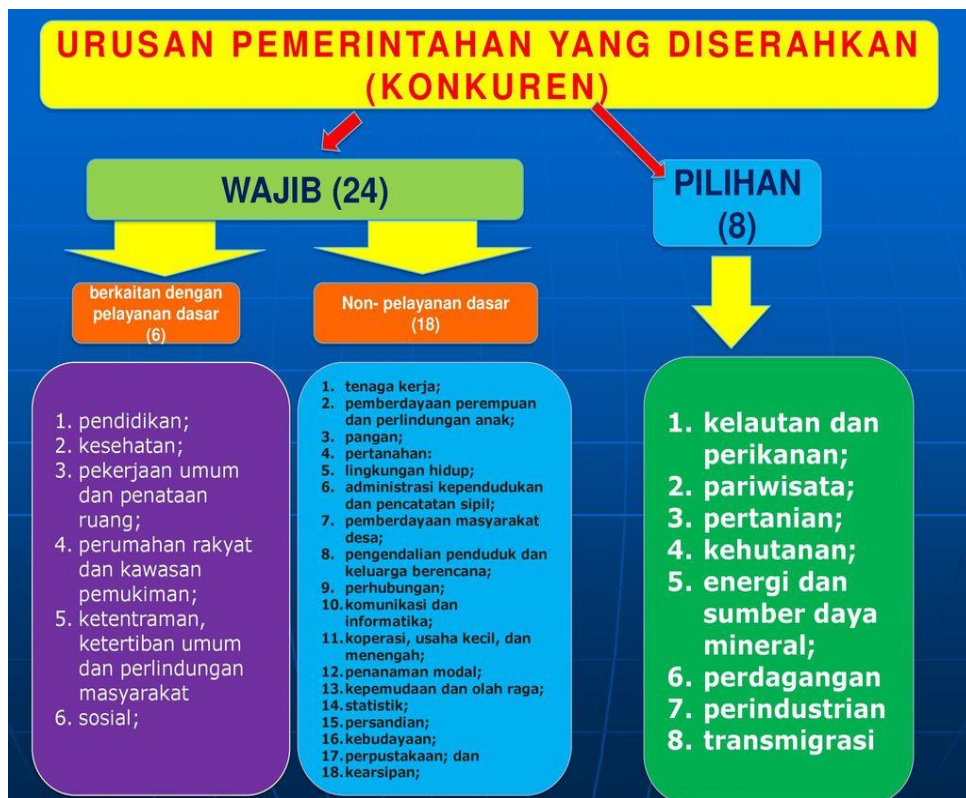 URUSAN PEMERINTAHAN YANG DISERAHKAN
(KONKUREN)
WAJIB (24)
PILIHAN
(8)
berkaitan dengan
pelayanan dasar
(6)
Non- pelayanan dasar
(18)
1. pendidikan;
2. kesehatan;
3. pekerjaan umum
dan penataan
ruang;
4. perumahan rakyat
dan kawasan
pemukiman;
5. ketentraman,
ketertiban umum
dan perlindungan
masyarakat
6. sosial;
1. tenaga kerja;
2. pemberdayaan perempuan
dan perlindungan anak;
3. pangan;
4. pertanahan:
5. lingkungan hidup;
6. administrasi kependudukan
dan pencatatan sipil;
7. pemberdayaan masyarakat
desa;
8. pengendalian penduduk dan
keluarga berencana;
9. perhubungan;
10. komunikasi dan
informatika;
11. koperasi, usaha kecil, dan
menengah;
12. penanaman modal;
13. kepemudaan dan olah raga;
14. statistik;
15. persandian;
16. kebudayaan;
17. perpustakaan; dan
18. kearsipan;
1. kelautan dan
perikanan;
2. pariwisata;
3. pertanian;
4. kehutanan;
5. energi dan
sumber daya
mineral;
6. perdagangan
7. perindustrian
8. transmigrasi